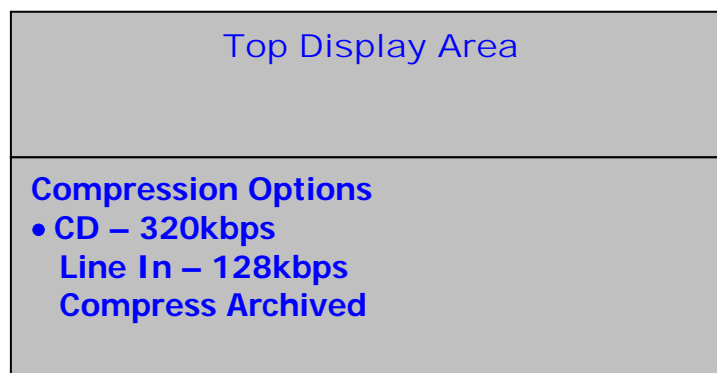 Top Display Area
Compression Options
• CD – 320kbps
Line In – 128kbps
Compress Archived